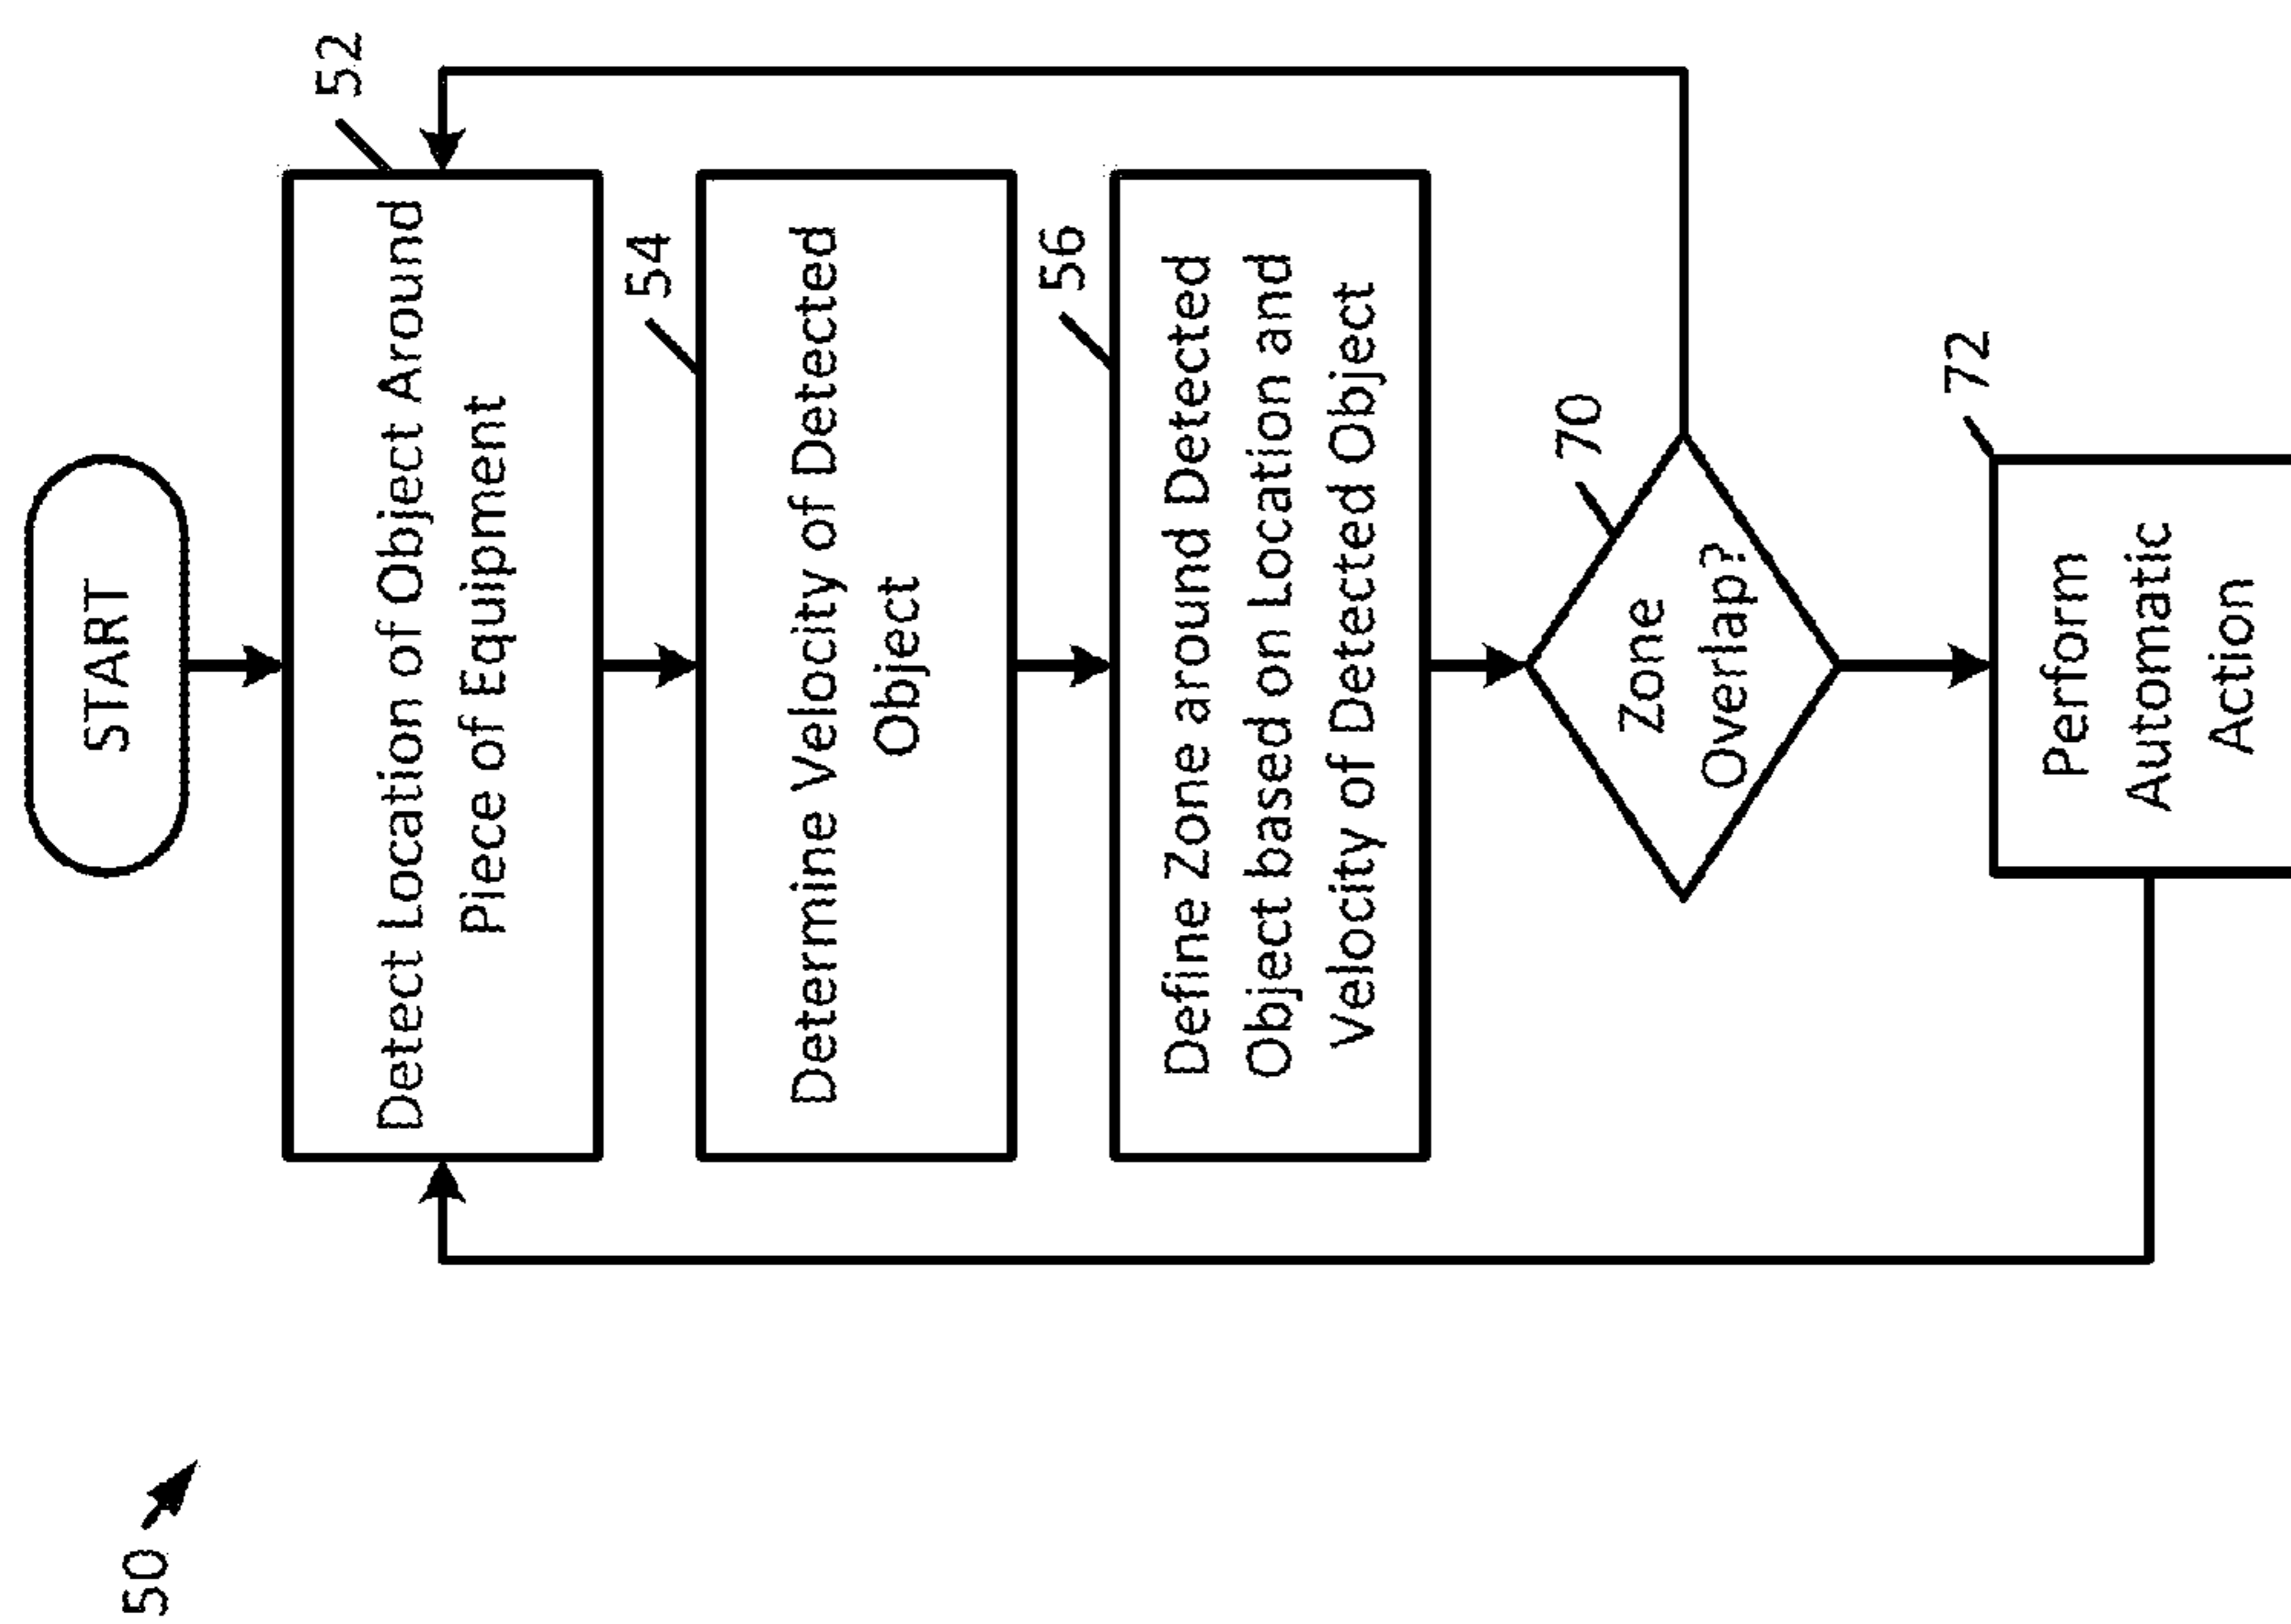 50
START
52
Detect Location of Object Around
Piece of Equipment
54
Determine Velocity of Detected
Object
56
Define Zone around Detected
Object based on Location and
Velocity of Detected Object
70
Zone
Overlap?
72
Perform
Automatic
Action